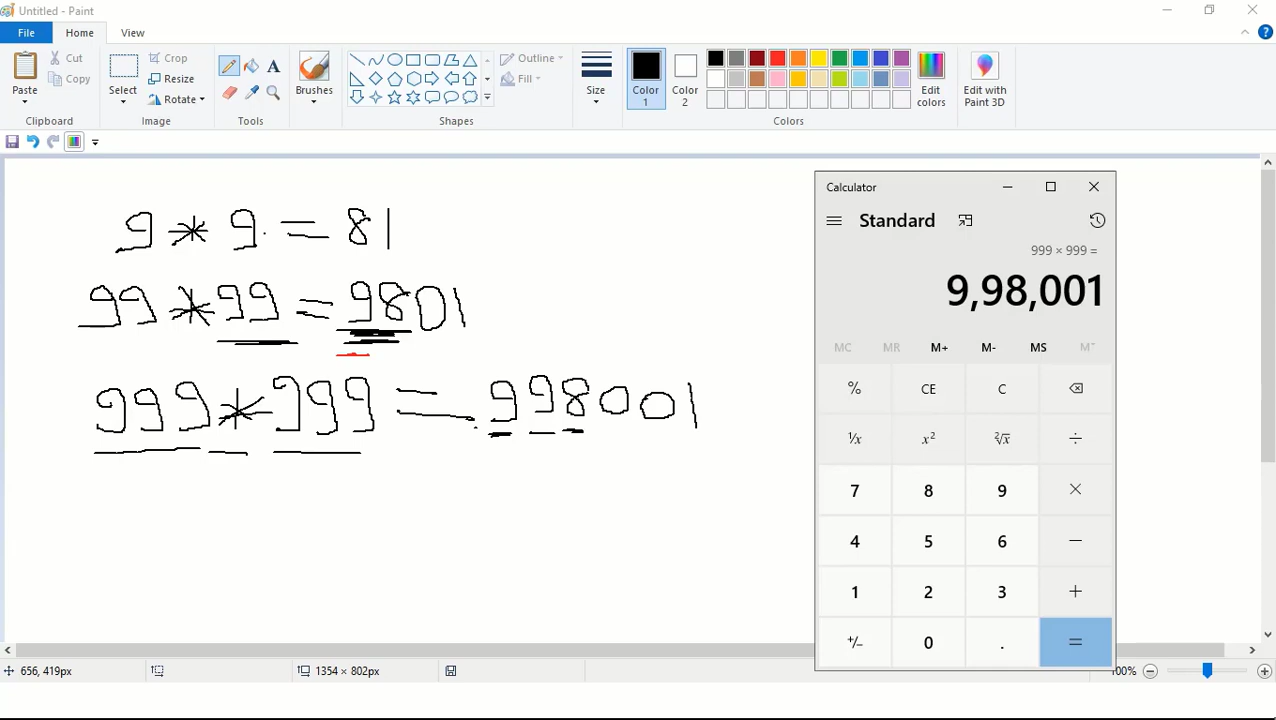 Untitled - Paint
File
Home
View
Paste
Cut
Copy
Clipboard
Select
Crop
Resize
Rotate
Image
A
Tools
Brushes
Shapes
Outline
Fill
Size
Color 1
Color 2
Edit colors
Edit with Paint 3D
Colors
9 * 9 = 81
99 * 99 = 9801
999 * 999 = 998001
Calculator
Standard
999 × 999 =
9,98,001
MC MR M+ M- MS M˅
% CE C
¹/x x² ²√x ÷
7 8 9 ×
4 5 6 −
1 2 3 +
+/− 0 . =
656, 419px
1354 × 802px
100%